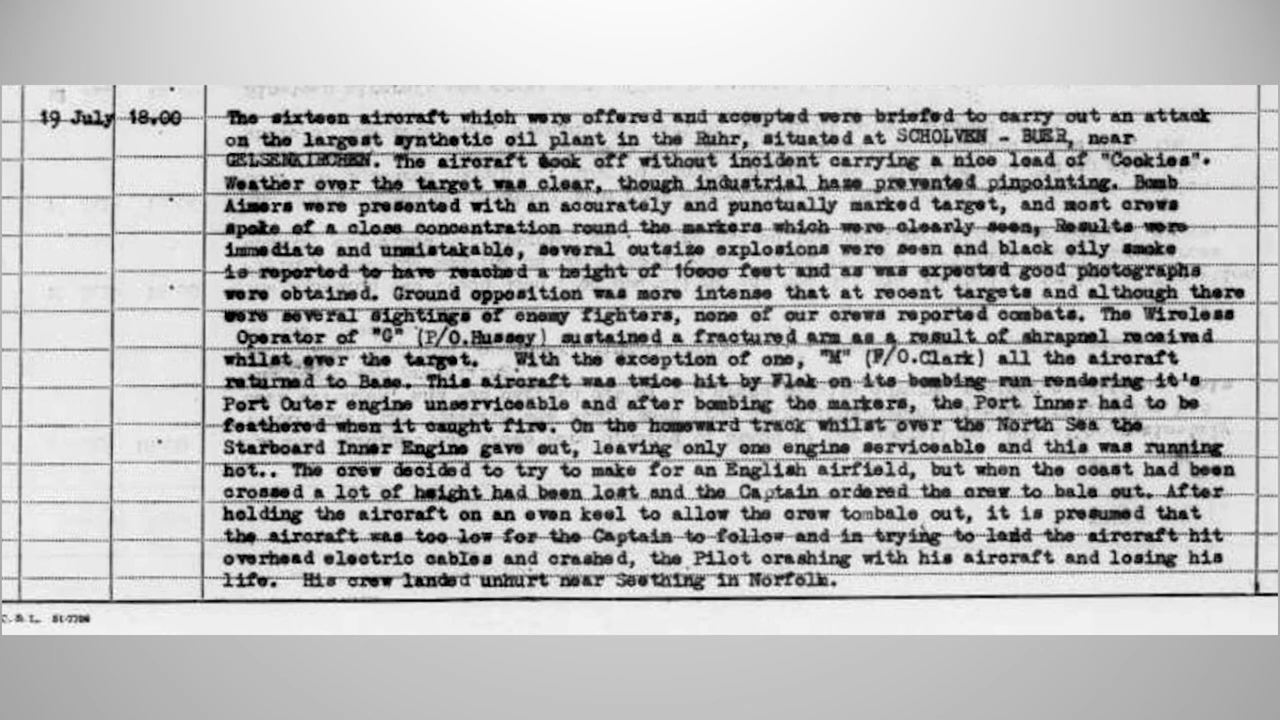 19 July 18.00 The sixteen aircraft which were offered and accepted were briefed to carry out an attack
on the largest synthetic oil plant in the Ruhr, situated at SCHOLVEN - BUER, near
GELSENKIRCHEN. The aircraft took off without incident carrying a nice load of "Cookies".
Weather over the target was clear, though industrial haze prevented pinpointing. Bomb
Aimers were presented with an accurately and punctually marked target, and most crews
spoke of a close concentration round the markers which were clearly seen, Results were
immediate and unmistakable, several outsize explosions were seen and black oily smoke
is reported to have reached a height of 16000 feet and as was expected good photographs
were obtained. Ground opposition was more intense that at recent targets and although there
were several sightings of enemy fighters, none of our crews reported combats. The Wireless
Operator of "G" (P/O.Hussey) sustained a fractured arm as a result of shrapnel received
whilst over the target. With the exception of one, "M" (F/O.Clark) all the aircraft
returned to Base. This aircraft was twice hit by Flak on its bombing run rendering it's
Port Outer engine unserviceable and after bombing the markers, the Port Inner had to be
feathered when it caught fire. On the homeward track whilst over the North Sea the
Starboard Inner Engine gave out, leaving only one engine serviceable and this was running
hot.. The crew decided to try to make for an English airfield, but when the coast had been
crossed a lot of height had been lost and the Captain ordered the crew to bale out. After
holding the aircraft on an even keel to allow the crew tombale out, it is presumed that
the aircraft was too low for the Captain to follow and in trying to land the aircraft hit
overhead electric cables and crashed, the Pilot crashing with his aircraft and losing his
life. His crew landed unhurt near Seething in Norfolk.